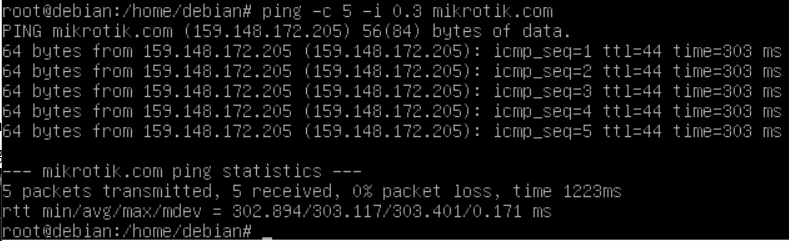 root@debian:/home/debian# ping -c 5 -i 0.3 mikrotik.com
PING mikrotik.com (159.148.172.205) 56(84) bytes of data.
64 bytes from 159.148.172.205 (159.148.172.205): icmp_seq=1 ttl=44 time=303 ms
64 bytes from 159.148.172.205 (159.148.172.205): icmp_seq=2 ttl=44 time=303 ms
64 bytes from 159.148.172.205 (159.148.172.205): icmp_seq=3 ttl=44 time=303 ms
64 bytes from 159.148.172.205 (159.148.172.205): icmp_seq=4 ttl=44 time=303 ms
64 bytes from 159.148.172.205 (159.148.172.205): icmp_seq=5 ttl=44 time=303 ms
--- mikrotik.com ping statistics ---
5 packets transmitted, 5 received, 0% packet loss, time 1223ms
rtt min/avg/max/mdev = 302.894/303.117/303.401/0.171 ms
root@debian:/home/debian# _